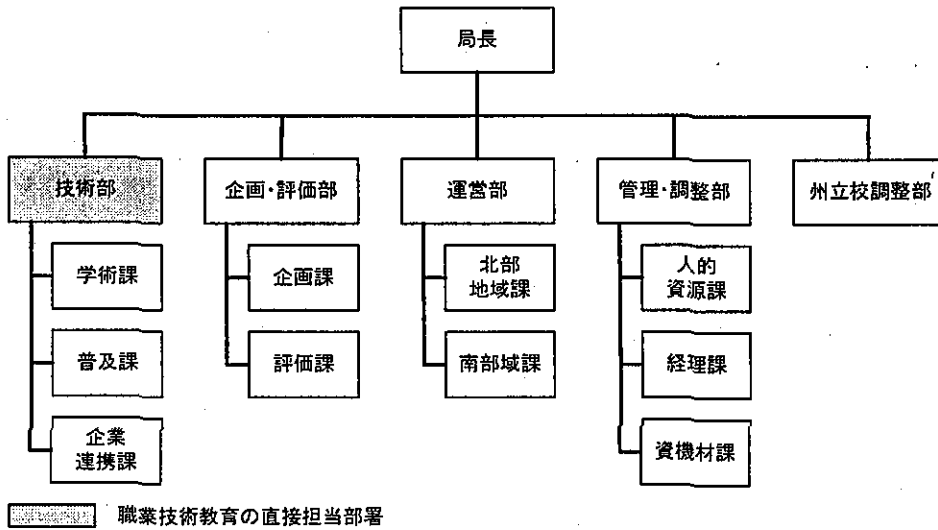 局長
技術部
企画・評価部
運営部
管理・調整部
州立校調整部
学術課
普及課
企業
連携課
企画課
評価課
北部
地域課
南部域課
人的
資源課
経理課
資機材課
職業技術教育の直接担当部署